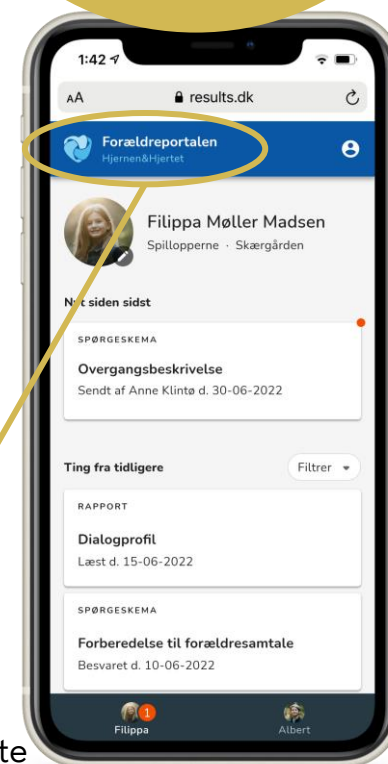 1:42
AA results.dk
Forældreportalen
Hjernen&Hjertet
Filippa Møller Madsen
Spillopperne · Skærgården
Nyt siden sidst
SPØRGESKEMA
Overgangsbeskrivelse
Sendt af Anne Klintø d. 30-06-2022
Ting fra tidligere
Filtrer
RAPPORT
Dialogprofil
Læst d. 15-06-2022
SPØRGESKEMA
Forberedelse til forældresamtale
Besvaret d. 10-06-2022
1
Filippa
Albert
te